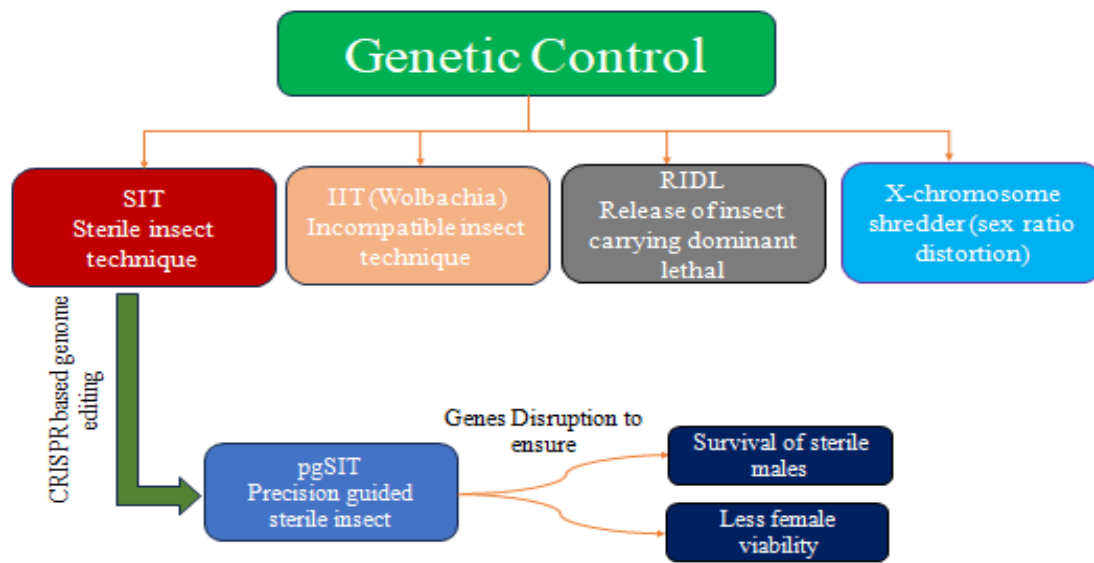 Genetic Control
SIT
Sterile insect
technique
IIT (Wolbachia)
Incompatible insect
technique
RIDL
Release of insect
carrying dominant
lethal
X-chromosome
shredder (sex ratio
distortion)
CRISPR based genome
editing
Genes Disruption to
ensure
pgSIT
Precision guided
sterile insect
Survival of sterile
males
Less female
viability